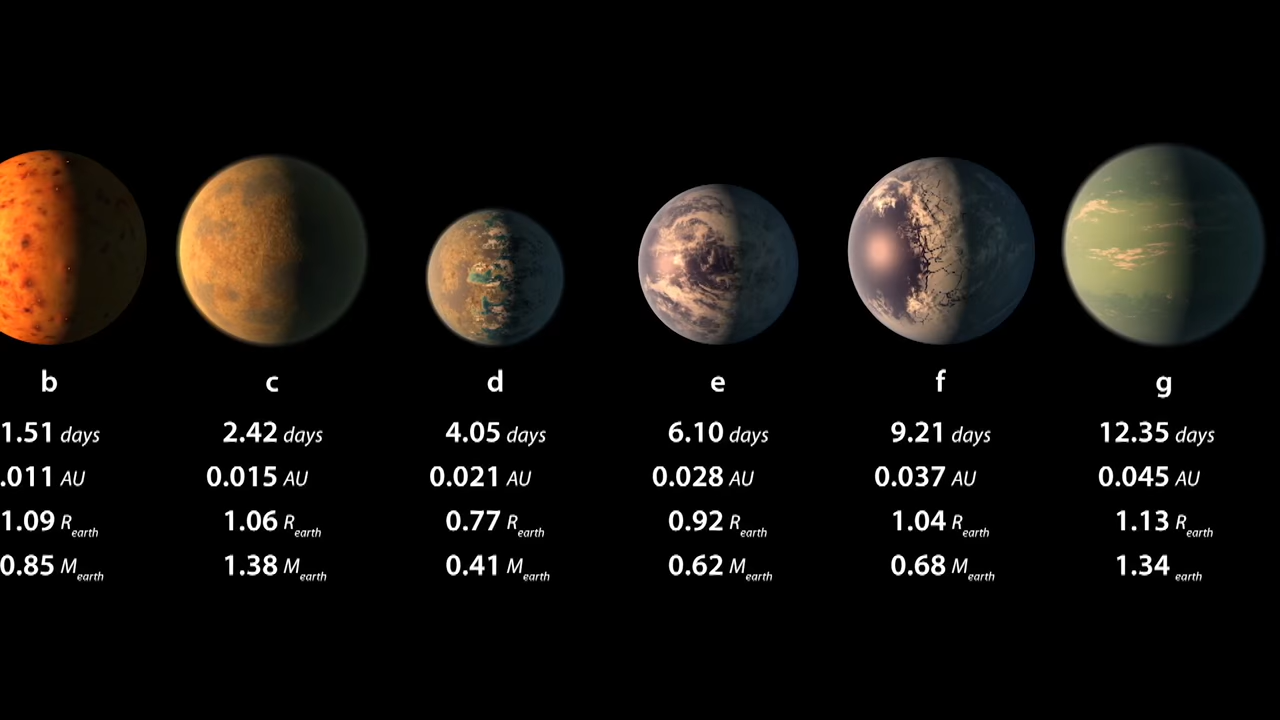 b c d e f g
1.51 days 2.42 days 4.05 days 6.10 days 9.21 days 12.35 days
.011 AU 0.015 AU 0.021 AU 0.028 AU 0.037 AU 0.045 AU
1.09 Rearth 1.06 Rearth 0.77 Rearth 0.92 Rearth 1.04 Rearth 1.13 Rearth
0.85 Mearth 1.38 Mearth 0.41 Mearth 0.62 Mearth 0.68 Mearth 1.34 earth